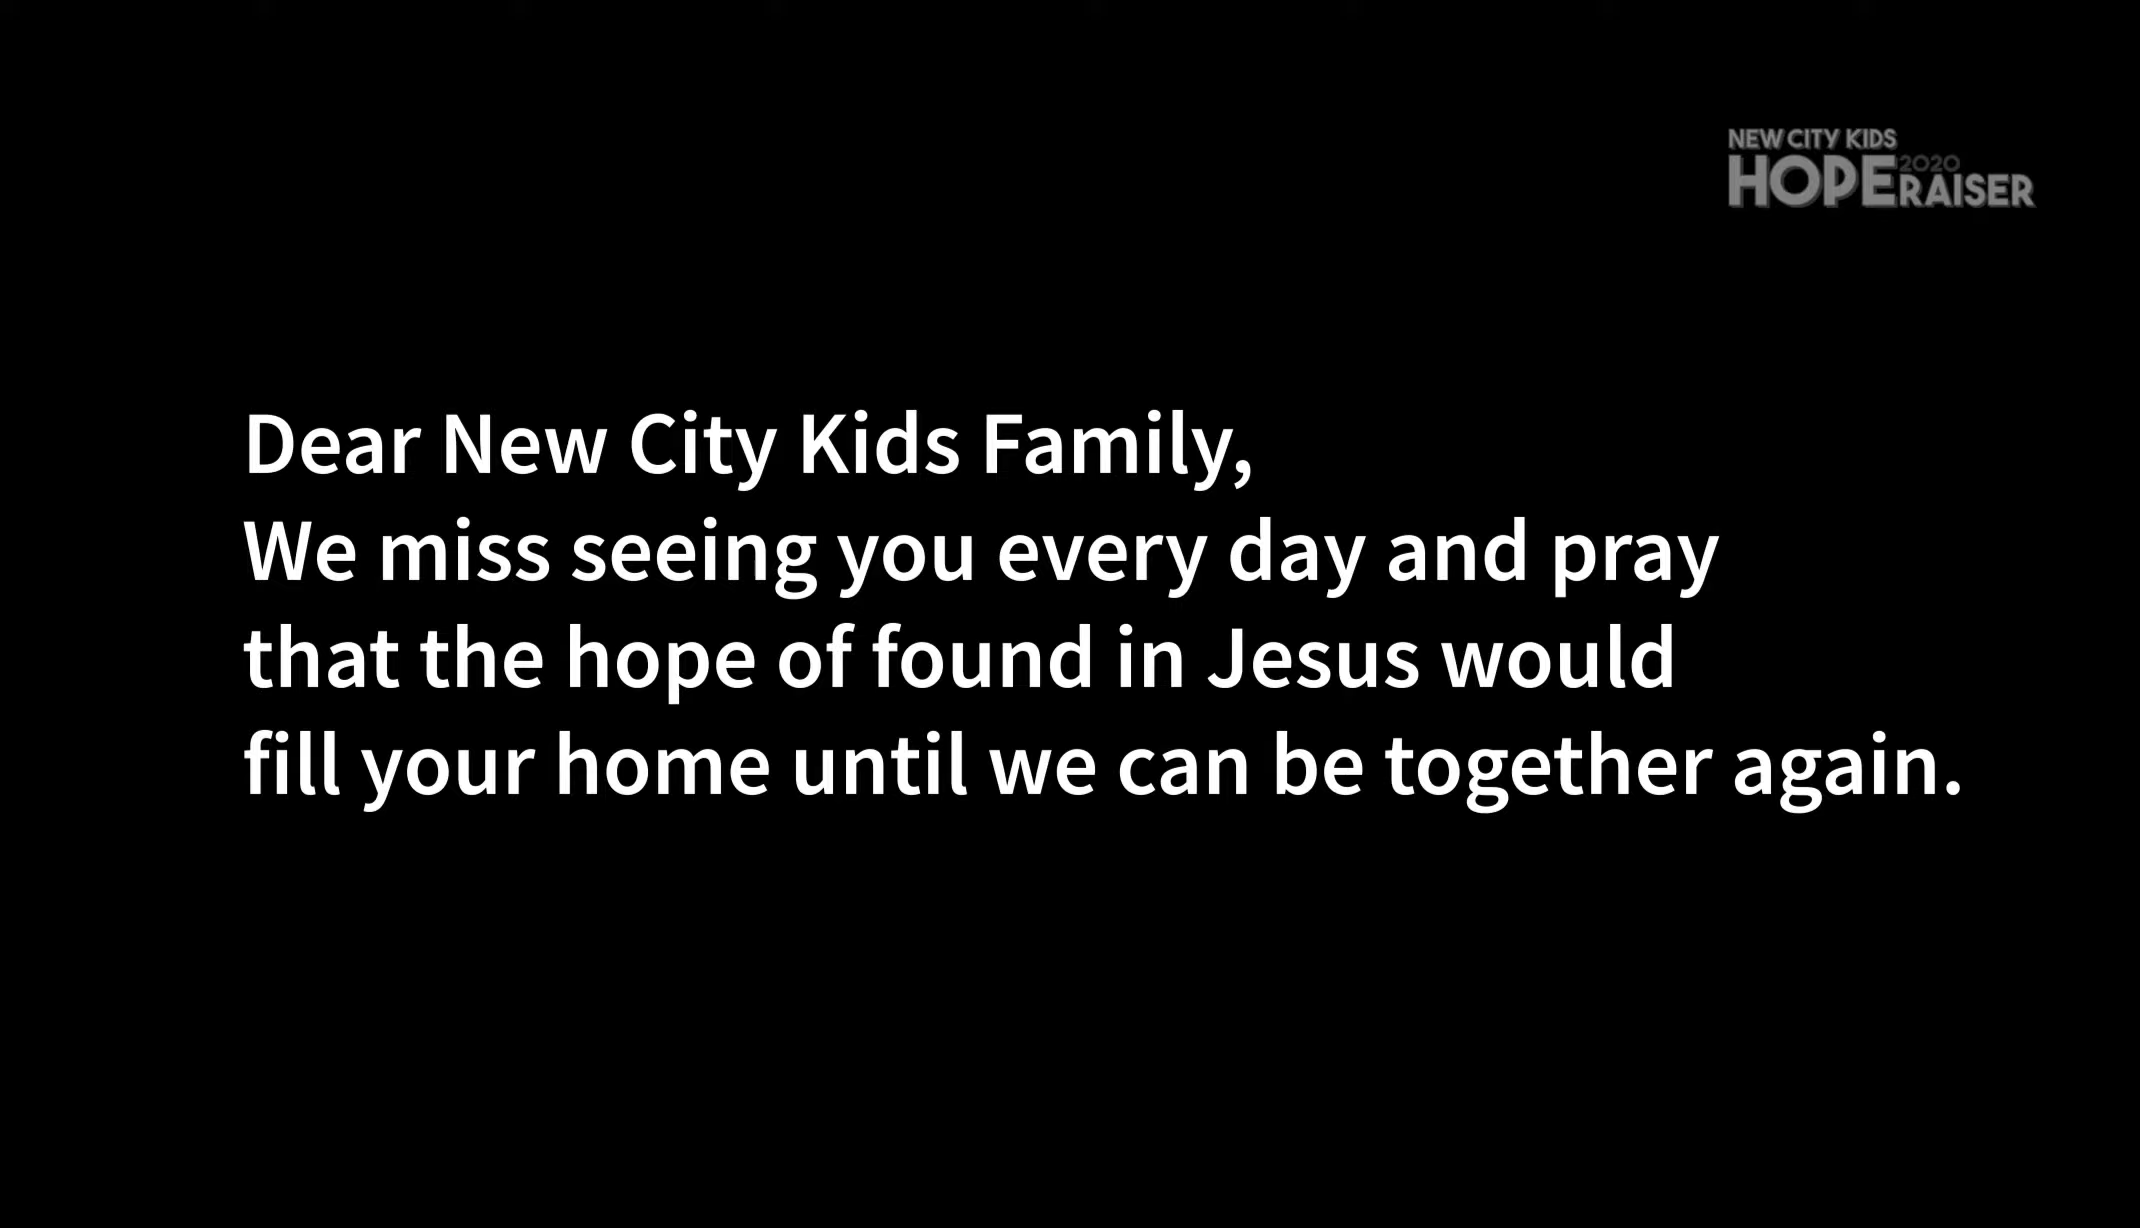 NEW CITY KIDS
HOPE 2020 RAISER
Dear New City Kids Family,
We miss seeing you every day and pray
that the hope of found in Jesus would
fill your home until we can be together again.